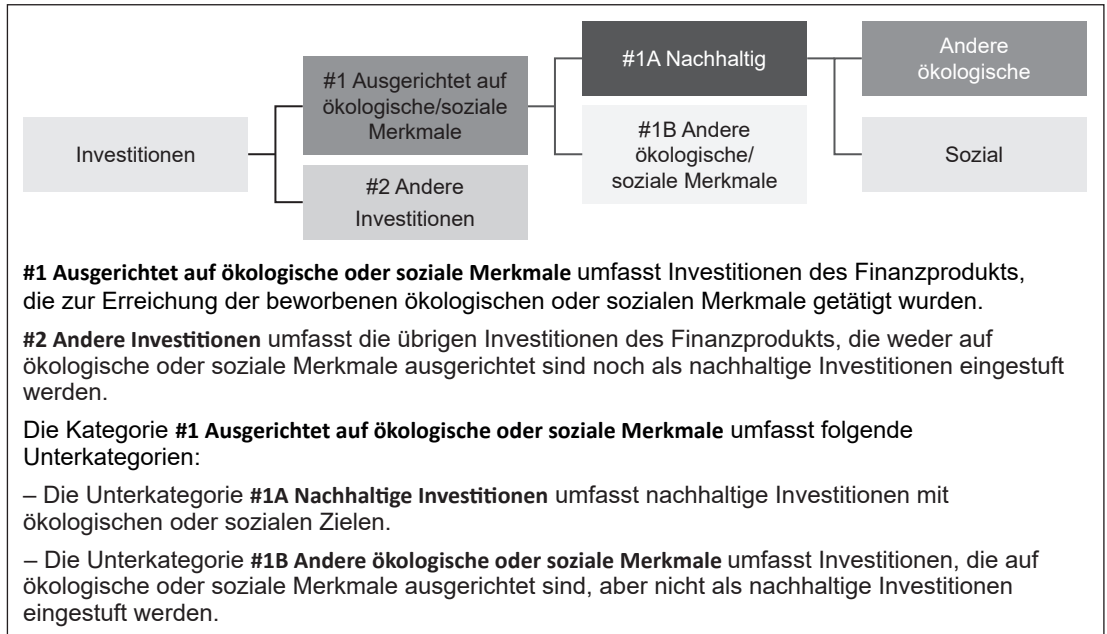 Investitionen
#1 Ausgerichtet auf
ökologische/soziale
Merkmale
#2 Andere
Investitionen
#1A Nachhaltig
#1B Andere
ökologische/
soziale Merkmale
Andere
ökologische
Sozial
#1 Ausgerichtet auf ökologische oder soziale Merkmale umfasst Investitionen des Finanzprodukts,
die zur Erreichung der beworbenen ökologischen oder sozialen Merkmale getätigt wurden.
#2 Andere Investitionen umfasst die übrigen Investitionen des Finanzprodukts, die weder auf
ökologische oder soziale Merkmale ausgerichtet sind noch als nachhaltige Investitionen eingestuft
werden.
Die Kategorie #1 Ausgerichtet auf ökologische oder soziale Merkmale umfasst folgende
Unterkategorien:
– Die Unterkategorie #1A Nachhaltige Investitionen umfasst nachhaltige Investitionen mit
ökologischen oder sozialen Zielen.
– Die Unterkategorie #1B Andere ökologische oder soziale Merkmale umfasst Investitionen, die auf
ökologische oder soziale Merkmale ausgerichtet sind, aber nicht als nachhaltige Investitionen
eingestuft werden.